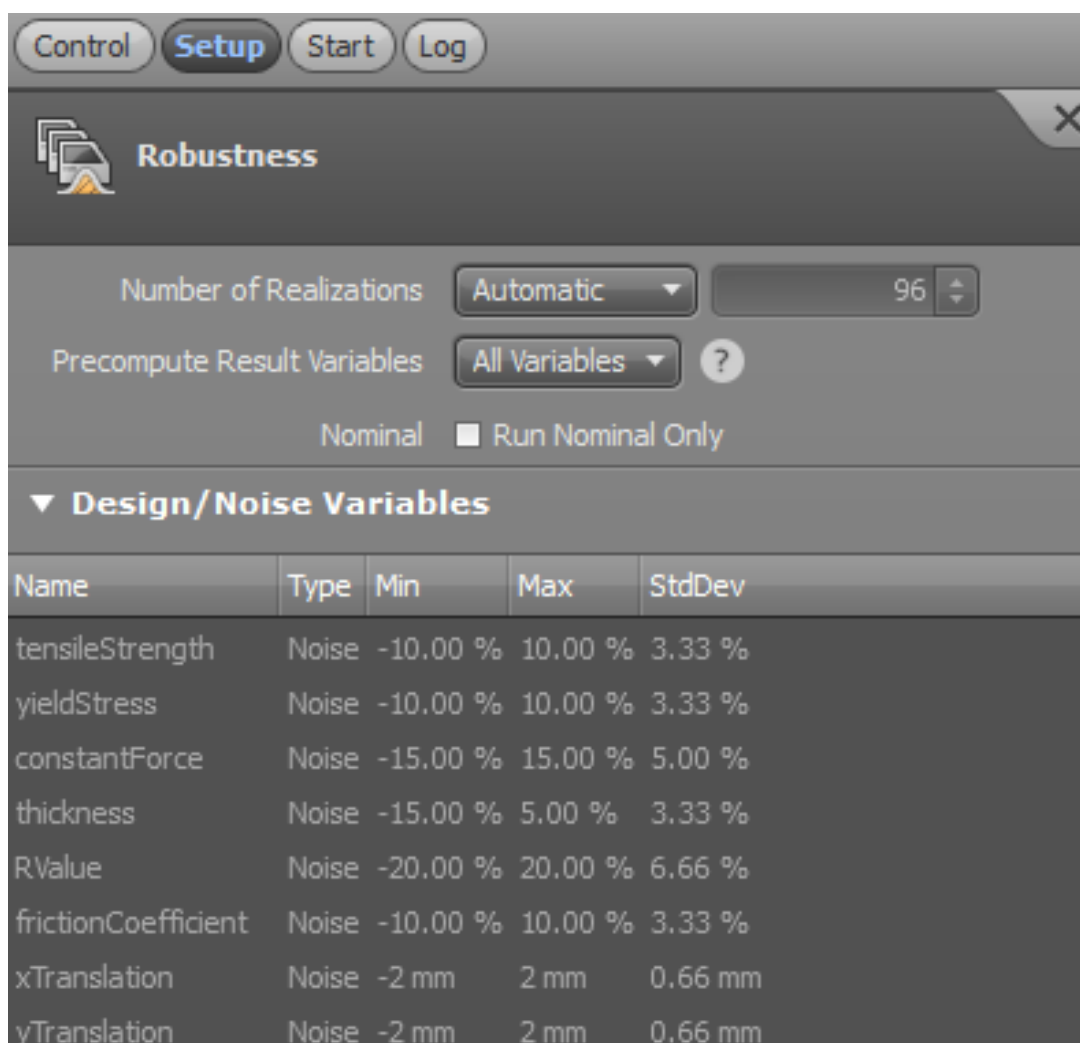 Control Setup Start Log
Robustness
Number of Realizations Automatic 96
Precompute Result Variables All Variables ?
Nominal Run Nominal Only
Design/Noise Variables
Name Type Min Max StdDev
tensileStrength Noise -10.00 % 10.00 % 3.33 %
yieldStress Noise -10.00 % 10.00 % 3.33 %
constantForce Noise -15.00 % 15.00 % 5.00 %
thickness Noise -15.00 % 5.00 % 3.33 %
RValue Noise -20.00 % 20.00 % 6.66 %
frictionCoefficient Noise -10.00 % 10.00 % 3.33 %
xTranslation Noise -2 mm 2 mm 0.66 mm
yTranslation Noise -2 mm 2 mm 0.66 mm